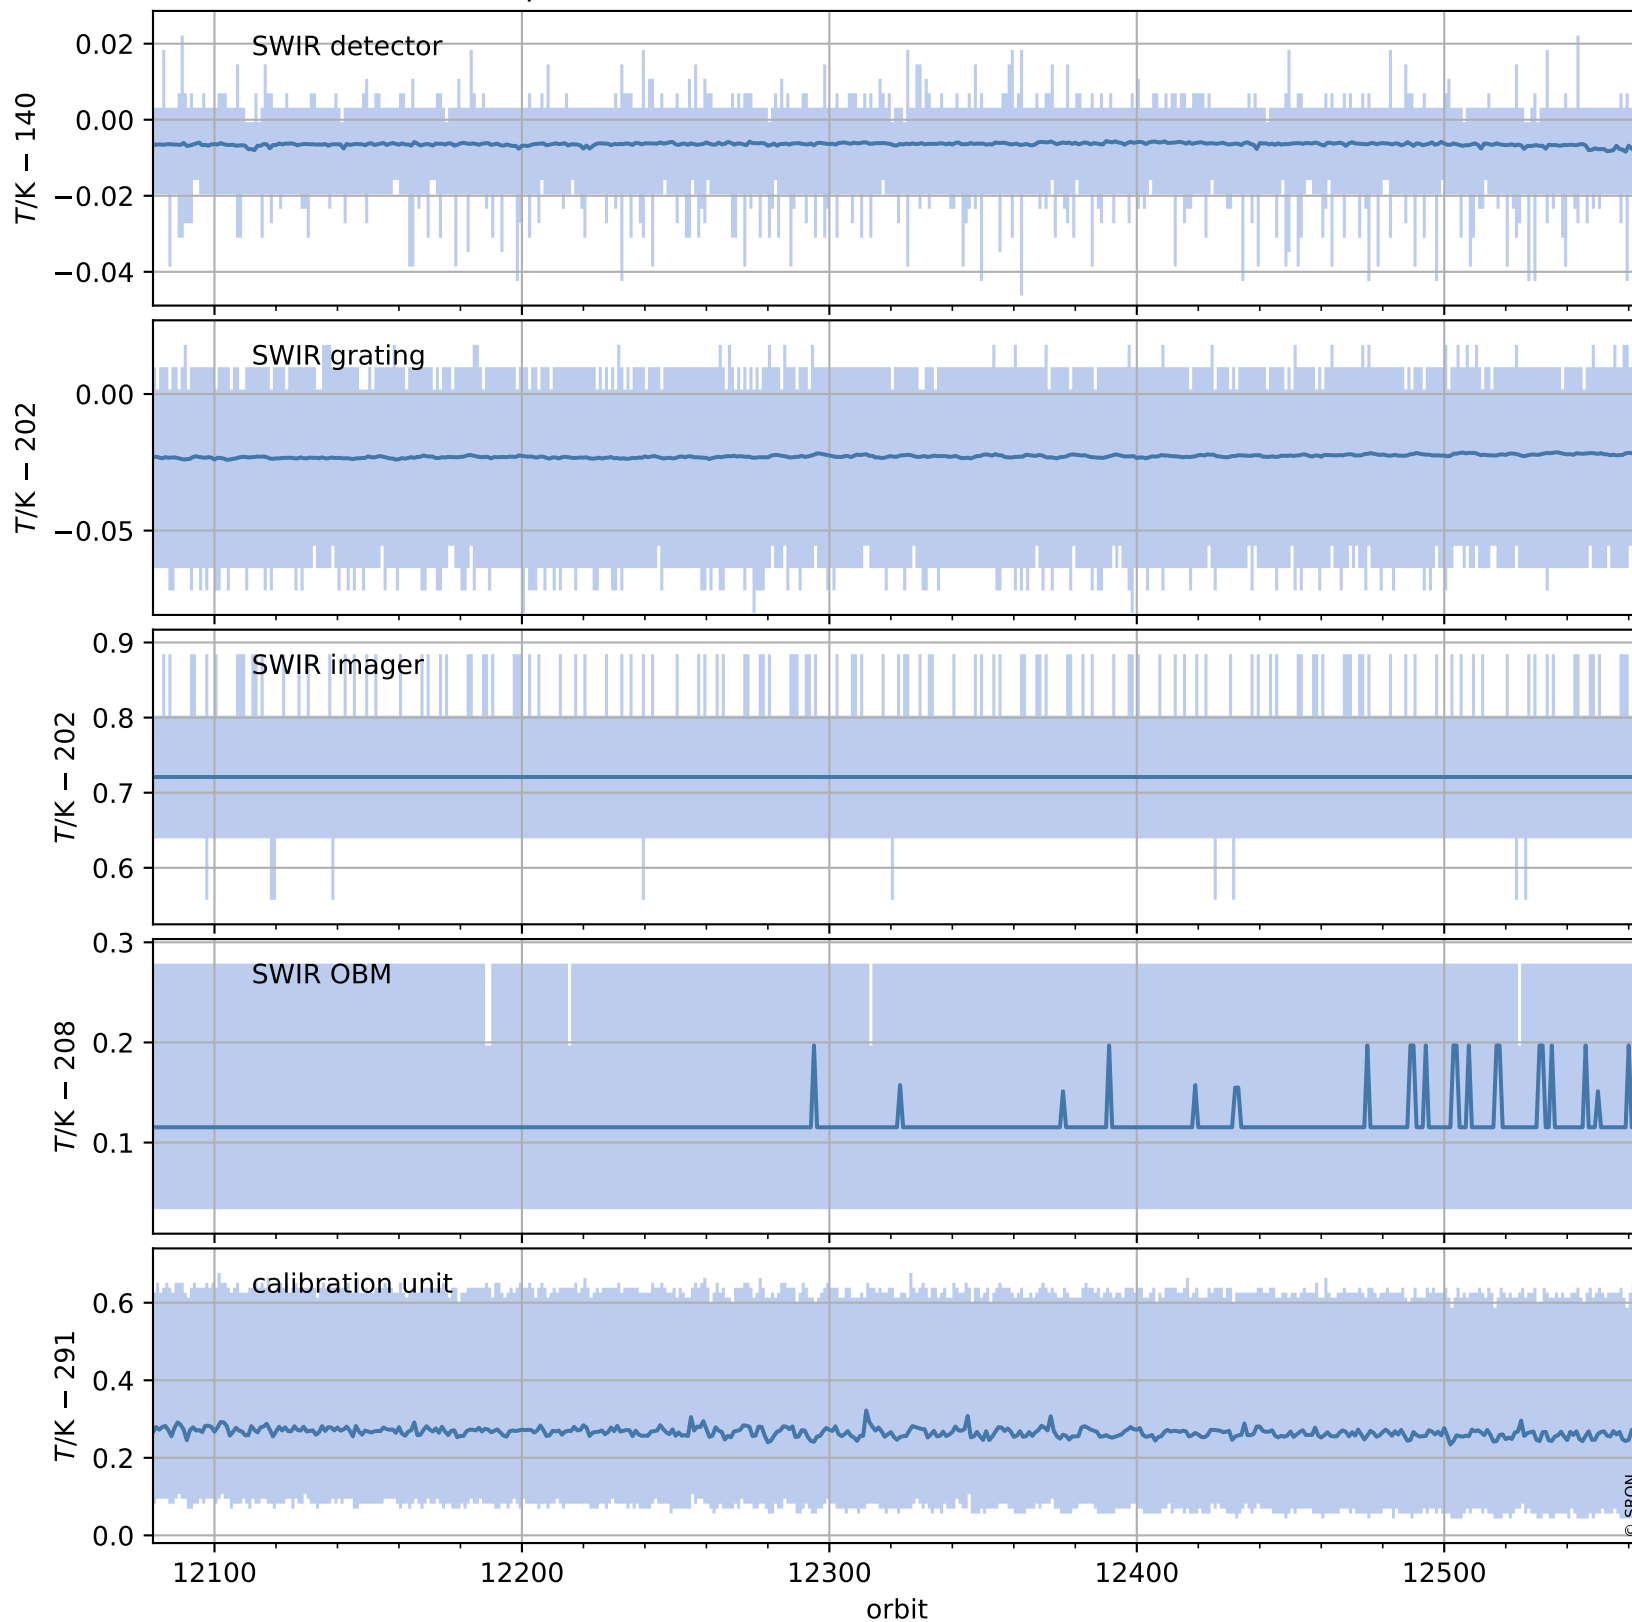 SWIR detector
T/K − 140
0.02
0.00
−0.02
−0.04
SWIR grating
T/K − 202
0.00
−0.05
SWIR imager
T/K − 202
0.9
0.8
0.7
0.6
SWIR OBM
T/K − 208
0.3
0.2
0.1
calibration unit
T/K − 291
0.6
0.4
0.2
0.0
12100 12200 12300 12400 12500
orbit
© SRON